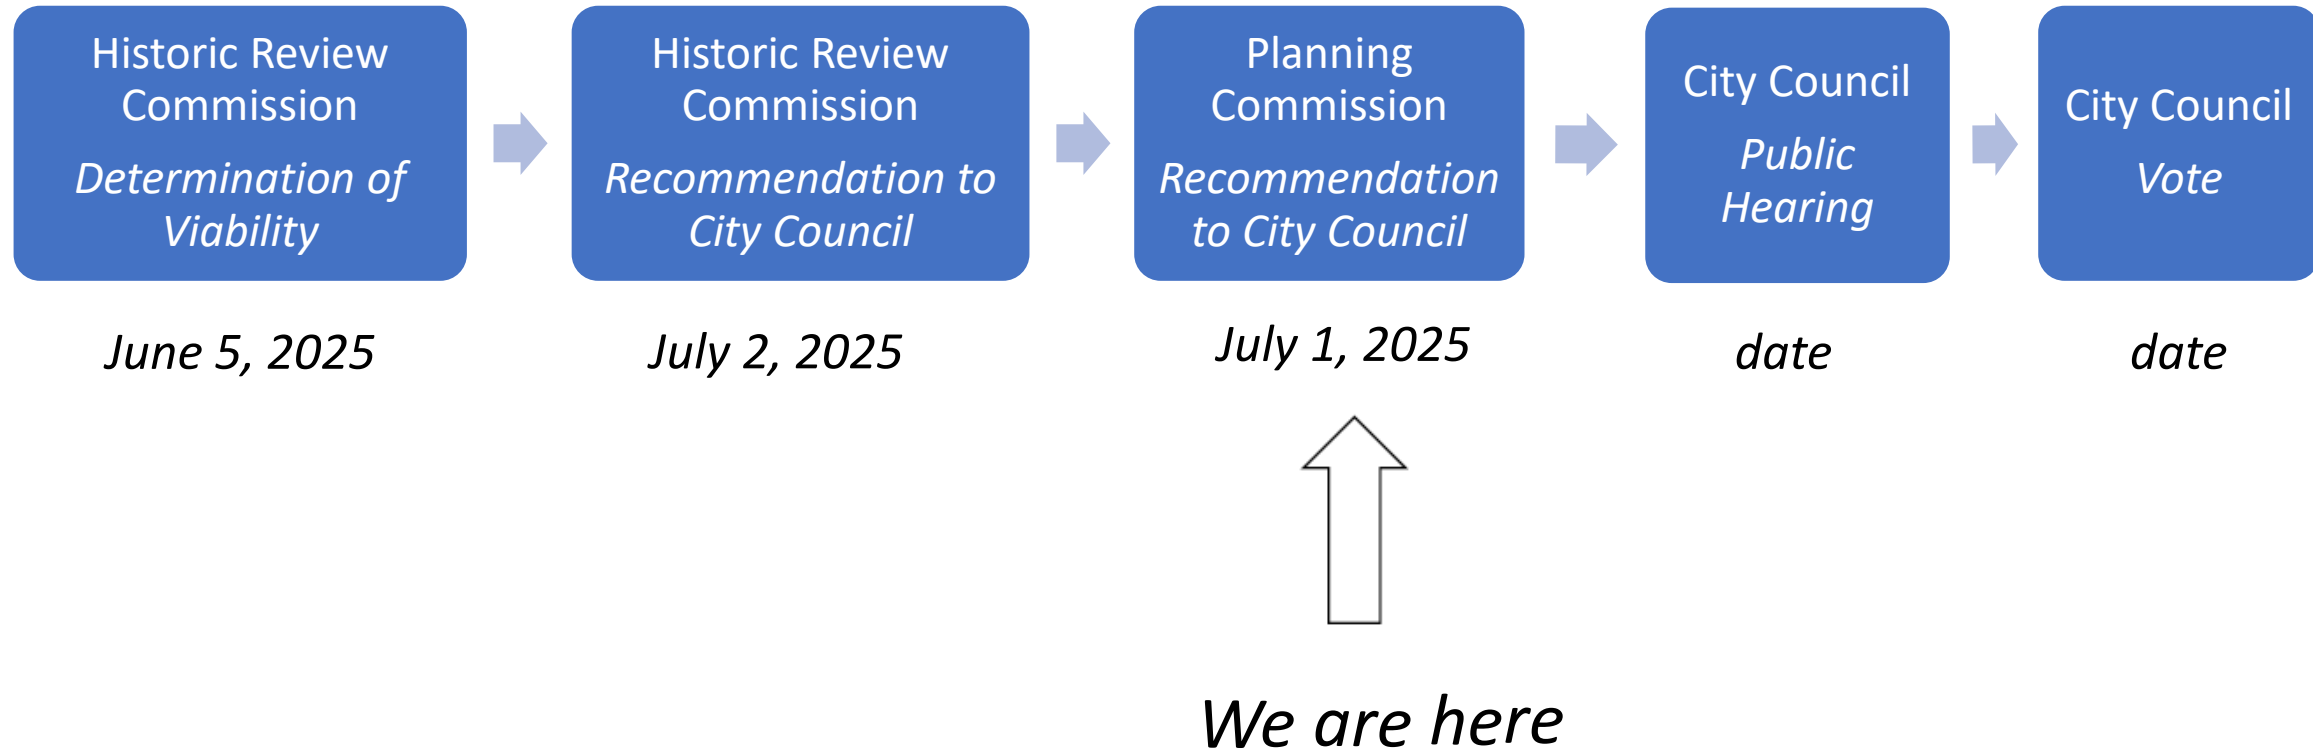 Historic Review
Commission
Determination of
Viability
Historic Review
Commission
Recommendation to
City Council
Planning
Commission
Recommendation
to City Council
City Council
Public
Hearing
City Council
Vote
June 5, 2025
July 2, 2025
July 1, 2025
date
date
We are here